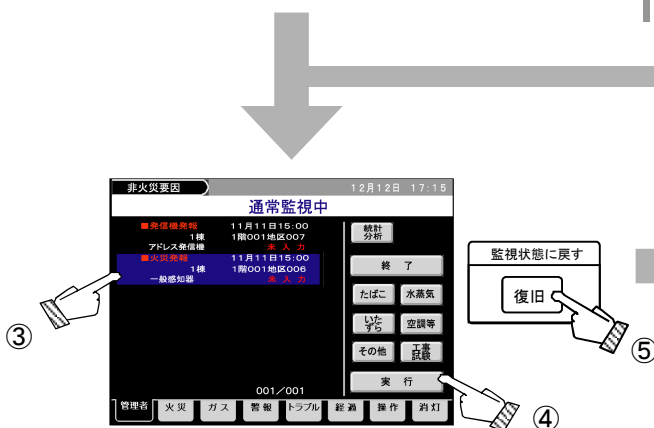 非火災要因 12月12日 17:15
通常監視中
■発信機発報 11月11日15:00
1棟 1階001地区007
アドレス発信機 未入力
■火災発報 11月11日15:00
1棟 1階001地区006
一般感知器 未入力
001/001
統計
分析
終 了
たばこ 水蒸気
いた
ずら
空調等
その他
工事
試験
実 行
管理者 火災 ガス 警報 トラブル 経過 操作 消灯
監視状態に戻す
復旧
③
④
⑤